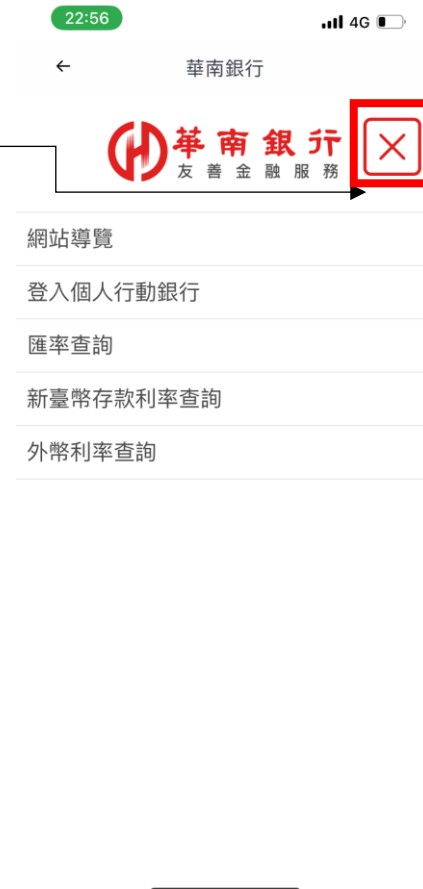 22:56
4G
華南銀行
華南銀行
友善金融服務
網站導覽
登入個人行動銀行
匯率查詢
新臺幣存款利率查詢
外幣利率查詢